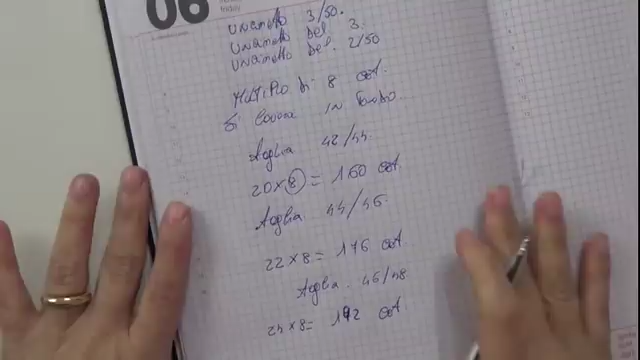 06
friday
UNCINETTO 3/50.
UNCINETTO DEL 3.
UNCINETTO DEL 2/50
MULTIPLO DI 8 CAT.
SI LAVORA IN TONDO.
TAGLIA 42/44
20 x 8 = 160 CAT.
TAGLIA 44/46
22 x 8 = 176 CAT.
TAGLIA 46/48
24 x 8 = 192 CAT